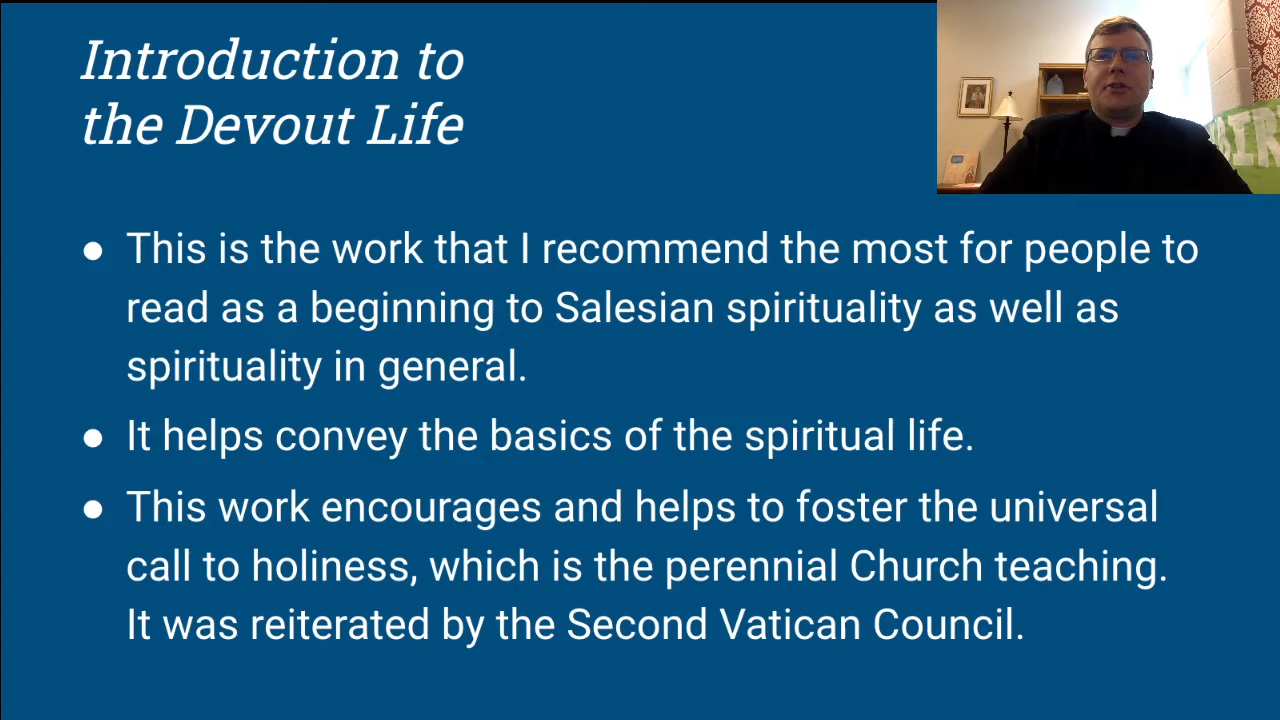 Introduction to
the Devout Life
● This is the work that I recommend the most for people to
read as a beginning to Salesian spirituality as well as
spirituality in general.
● It helps convey the basics of the spiritual life.
● This work encourages and helps to foster the universal
call to holiness, which is the perennial Church teaching.
It was reiterated by the Second Vatican Council.
BIR